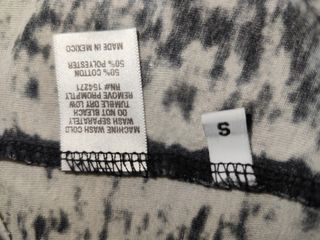 MACHINE WASH COLD
WASH SEPARATELY
DO NOT BLEACH
TUMBLE DRY LOW
REMOVE PROMPTLY
RN# 154271
50% COTTON
50% POLYESTER
MADE IN MEXICO
S